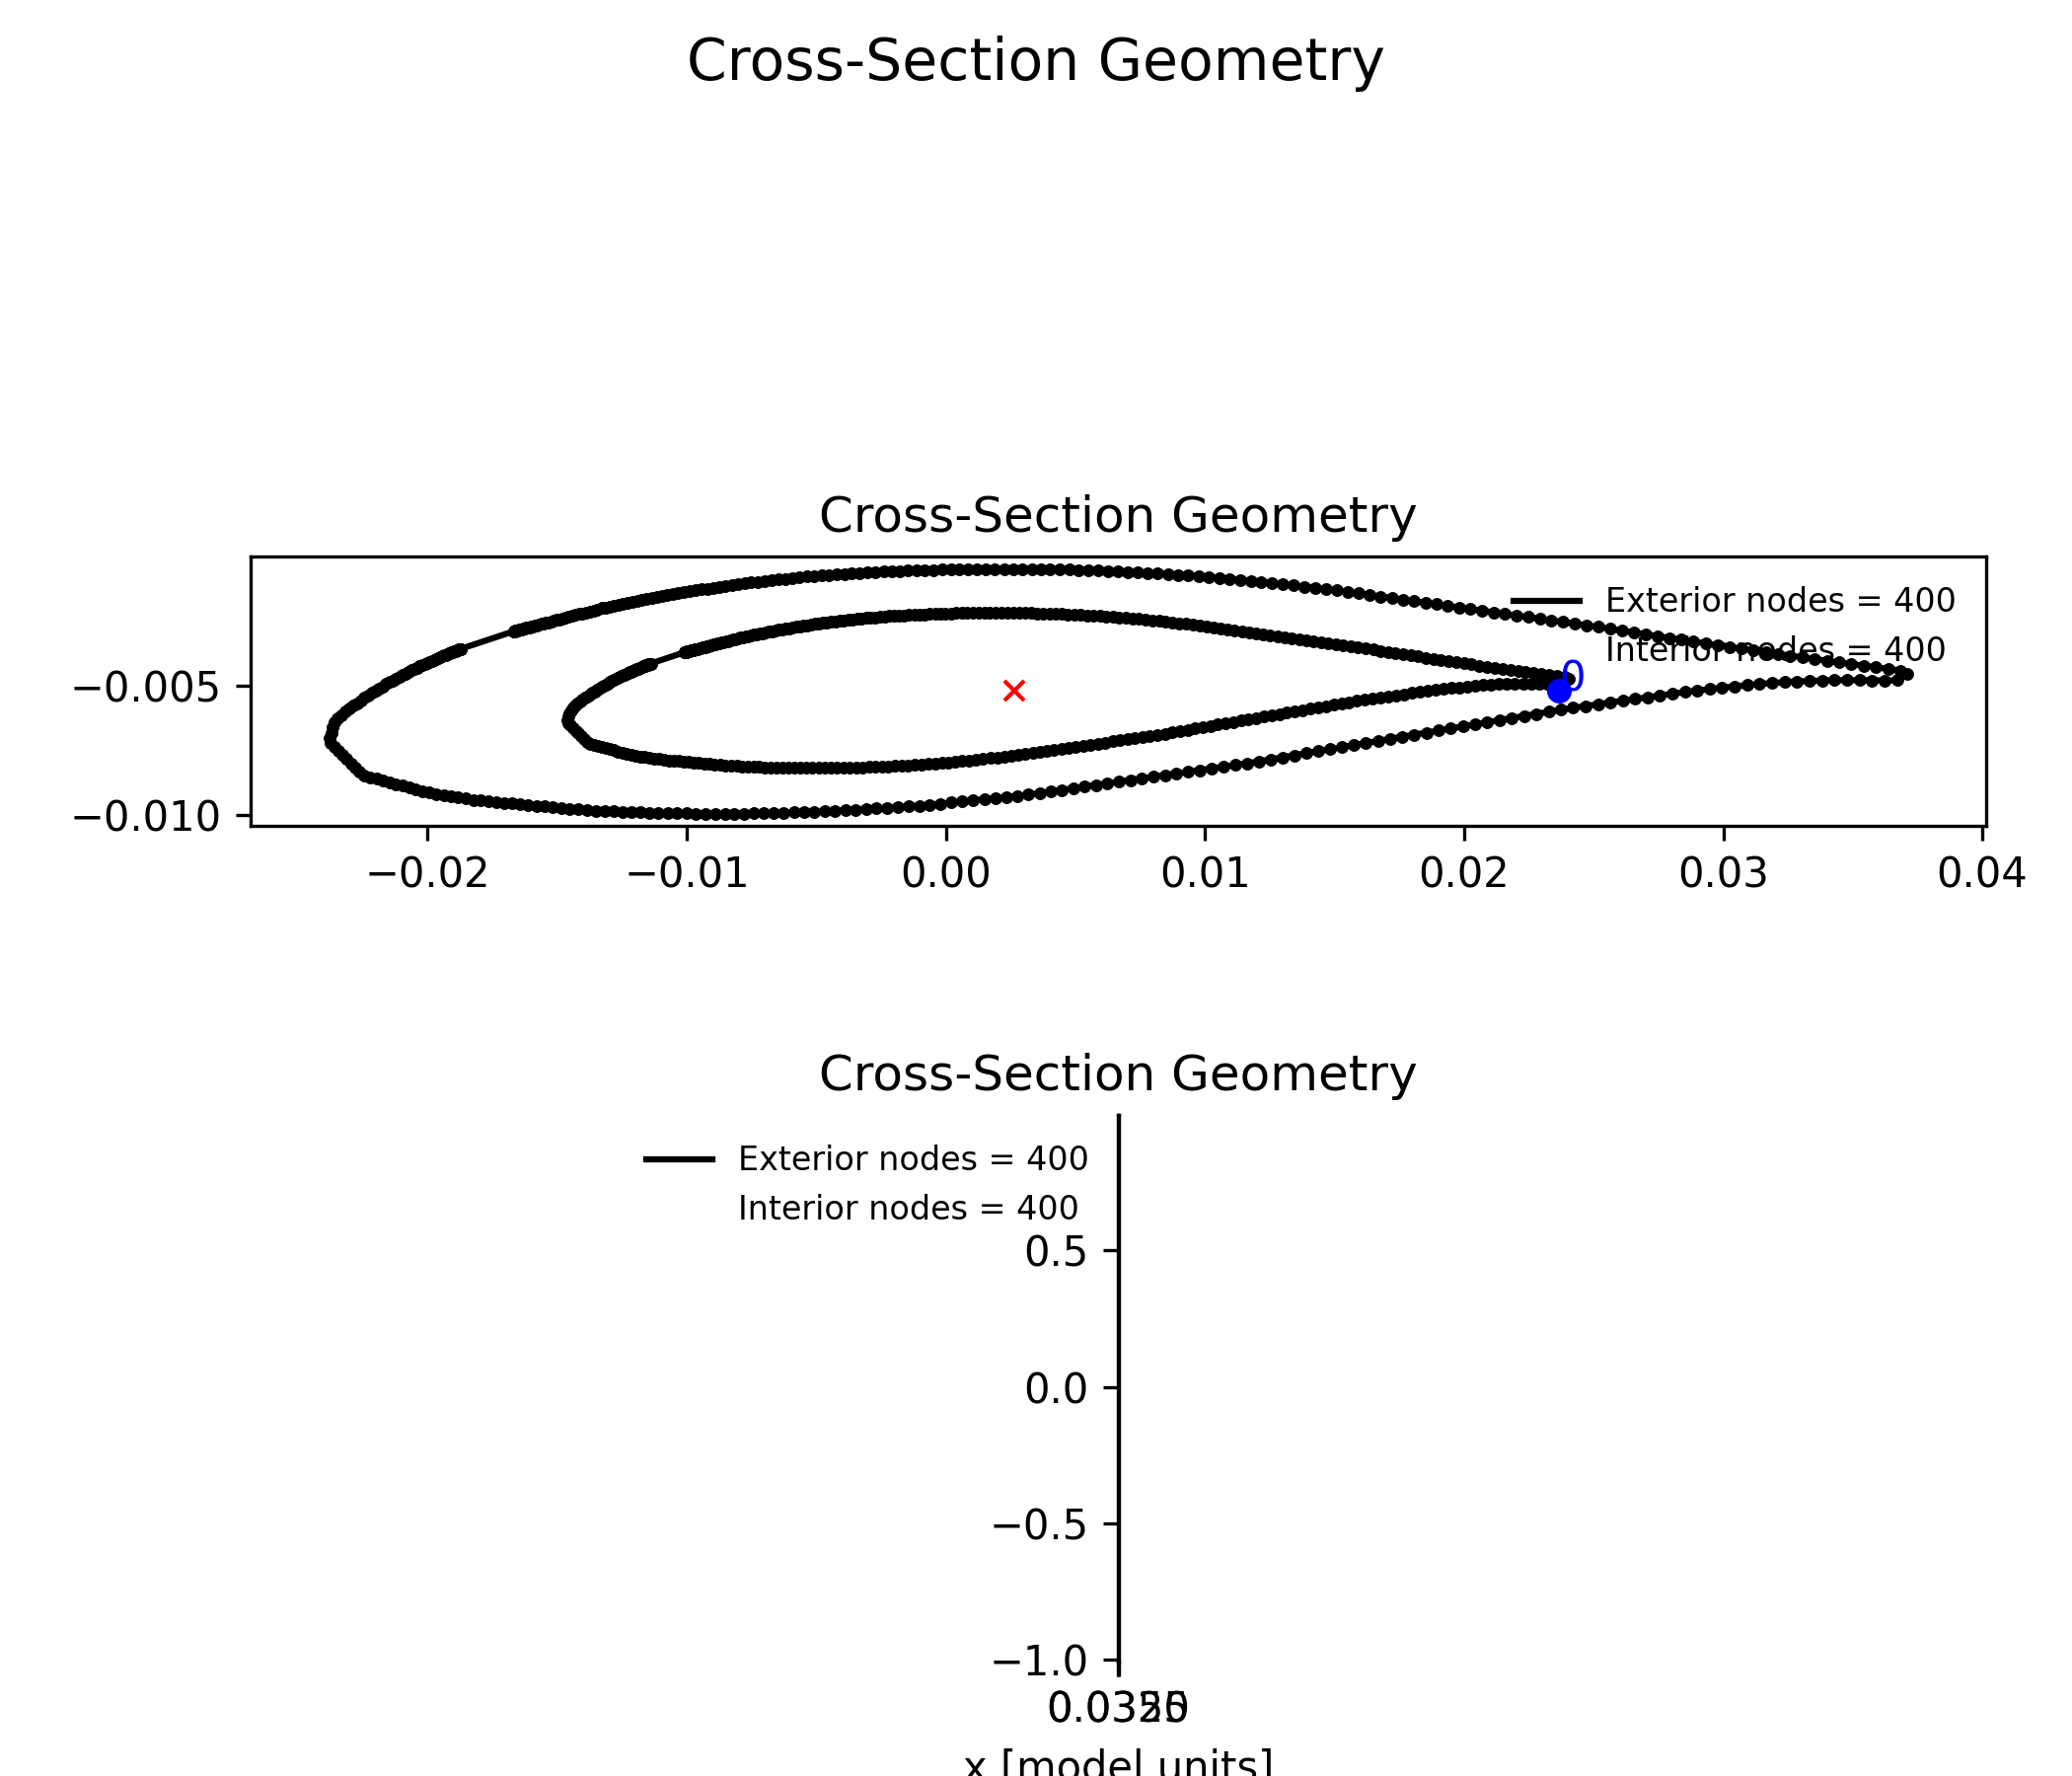 Cross-Section Geometry
Cross-Section Geometry
Exterior nodes = 400
Interior nodes = 400
0
−0.005
−0.010
−0.02 −0.01 0.00 0.01 0.02 0.03 0.04
Cross-Section Geometry
Exterior nodes = 400
Interior nodes = 400
0.5
0.0
−0.5
−1.0
x [model units]